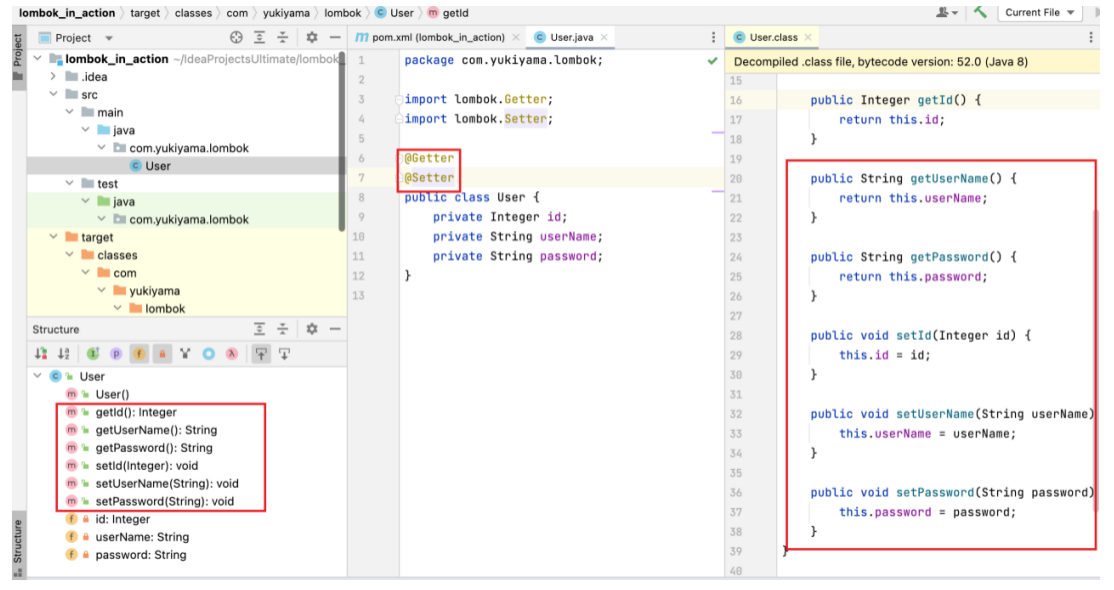 lombok_in_action 〉 target 〉 classes 〉 com 〉 yukiyama 〉 lombok 〉 User 〉 getId
Current File
Project
Project
lombok_in_action ~/IdeaProjectsUltimate/lombok
.idea
src
main
java
com.yukiyama.lombok
User
test
java
com.yukiyama.lombok
target
classes
com
yukiyama
lombok
Structure
Structure
User
User()
getId(): Integer
getUserName(): String
getPassword(): String
setId(Integer): void
setUserName(String): void
setPassword(String): void
id: Integer
userName: String
password: String
pom.xml (lombok_in_action)
User.java
1 package com.yukiyama.lombok;
2
3 import lombok.Getter;
4 import lombok.Setter;
5
6 @Getter
7 @Setter
8 public class User {
9 private Integer id;
10 private String userName;
11 private String password;
12 }
13
User.class
Decompiled .class file, bytecode version: 52.0 (Java 8)
15
16 public Integer getId() {
17 return this.id;
18 }
19
20 public String getUserName() {
21 return this.userName;
22 }
23
24 public String getPassword() {
25 return this.password;
26 }
27
28 public void setId(Integer id) {
29 this.id = id;
30 }
31
32 public void setUserName(String userName)
33 this.userName = userName;
34 }
35
36 public void setPassword(String password)
37 this.password = password;
38 }
39 }
40